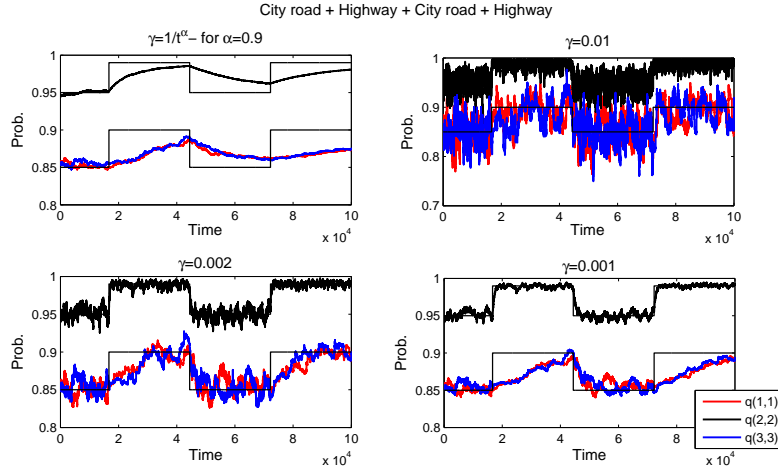 City road + Highway + City road + Highway
γ=1/t^α – for α=0.9
1
0.95
0.9
0.85
0.8
Prob.
0
2
4
6
8
10
Time
x 10^4
γ=0.01
1
0.9
0.8
0.7
Prob.
0
2
4
6
8
10
Time
x 10^4
γ=0.002
1
0.95
0.9
0.85
0.8
Prob.
0
2
4
6
8
10
Time
x 10^4
γ=0.001
1
0.95
0.9
0.85
0.8
Prob.
0
2
4
6
8
10
Time
x 10^4
q(1,1)
q(2,2)
q(3,3)